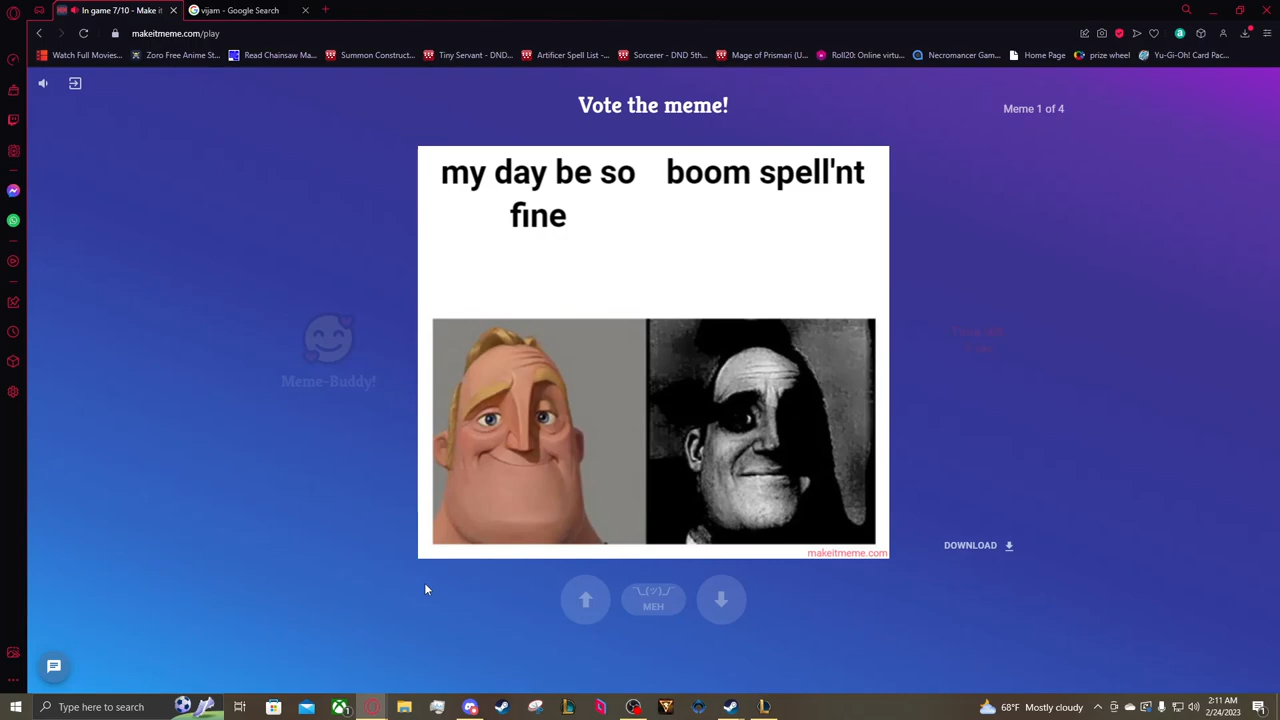 In game 7/10 - Make it
vijam - Google Search
makeitmeme.com/play
Watch Full Movies...
Zoro Free Anime St...
Read Chainsaw Ma...
Summon Construct...
Tiny Servant - DND...
Artificer Spell List -...
Sorcerer - DND 5th...
Mage of Prismari (U...
Roll20: Online virtu...
Necromancer Gam...
Home Page
prize wheel
Yu-Gi-Oh! Card Pac...
Vote the meme!
Meme 1 of 4
my day be so
fine
boom spell'nt
Meme-Buddy!
makeitmeme.com
DOWNLOAD
¯\_(ツ)_/¯
MEH
Type here to search
68°F Mostly cloudy
2:11 AM
2/24/2023